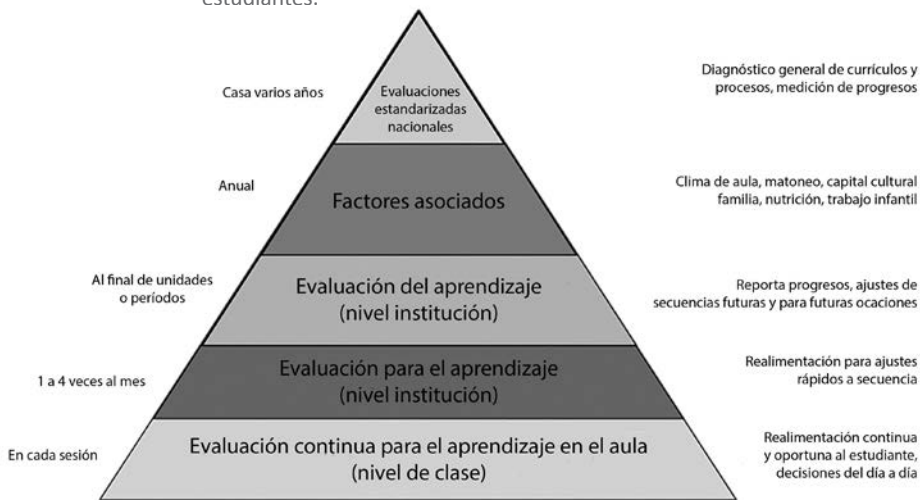 estudiantes.
Casa varios años
Evaluaciones
estandarizadas
nacionales
Diagnóstico general de currículos y
procesos, medición de progresos
Anual
Factores asociados
Clima de aula, matoneo, capital cultural
familia, nutrición, trabajo infantil
Al final de unidades
o períodos
Evaluación del aprendizaje
(nivel institución)
Reporta progresos, ajustes de
secuencias futuras y para futuras ocaciones
1 a 4 veces al mes
Evaluación para el aprendizaje
(nivel institución)
Realimentación para ajustes
rápidos a secuencia
En cada sesión
Evaluación continua para el aprendizaje en el aula
(nivel de clase)
Realimentación continua
y oportuna al estudiante,
decisiones del día a día